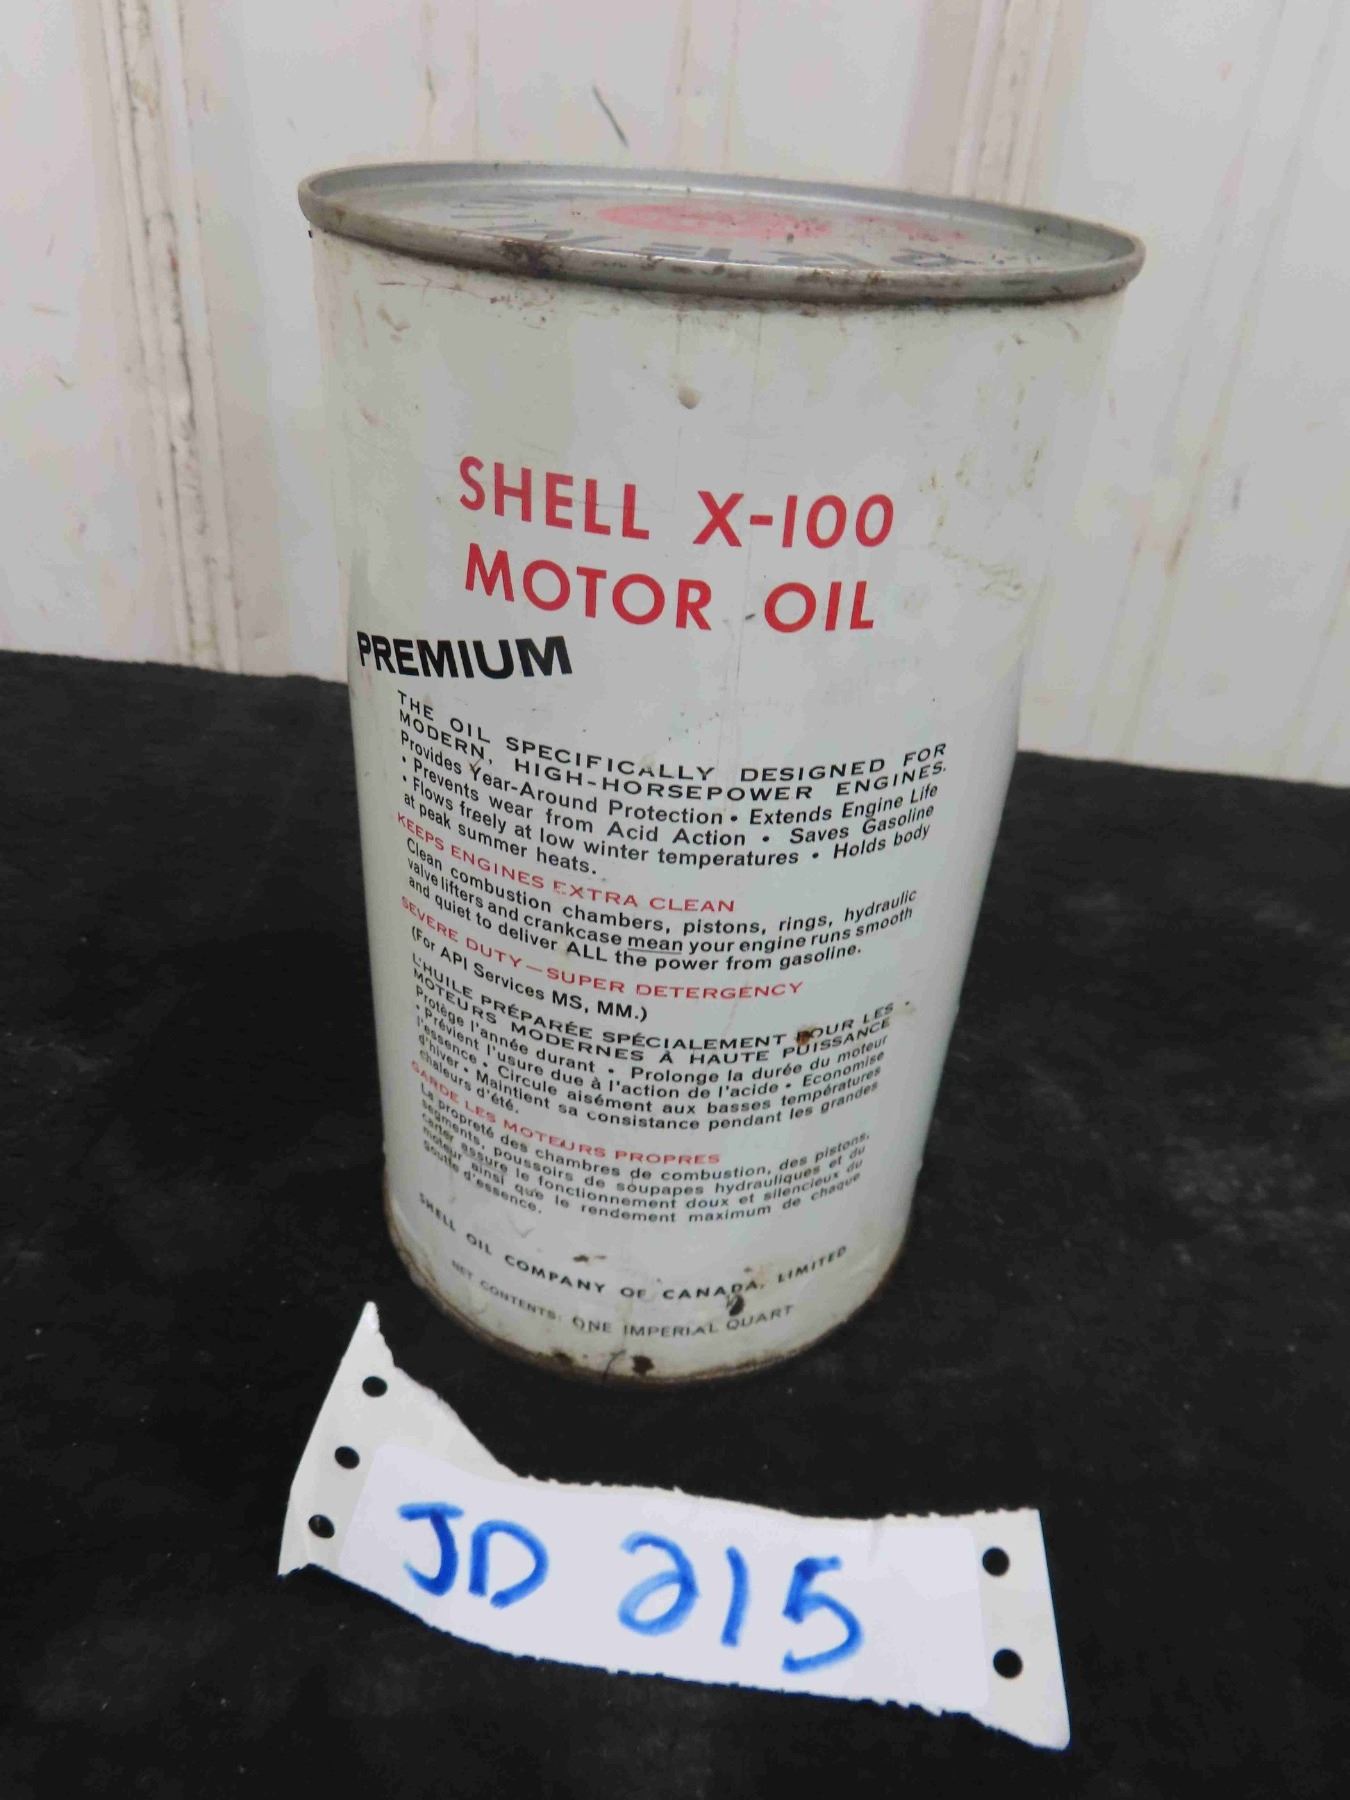 SHELL X-100
MOTOR OIL
PREMIUM
THE OIL SPECIFICALLY DESIGNED FOR
MODERN, HIGH-HORSEPOWER ENGINES.
Provides Year-Around Protection • Extends Engine Life
• Prevents wear from Acid Action • Saves Gasoline
• Flows freely at low winter temperatures • Holds body
at peak summer heats.
KEEPS ENGINES EXTRA CLEAN
Clean combustion chambers, pistons, rings, hydraulic
valve lifters and crankcase mean your engine runs smooth
and quiet to deliver ALL the power from gasoline.
SEVERE DUTY—SUPER DETERGENCY
(For API Services MS, MM.)
L'HUILE PRÉPARÉE SPÉCIALEMENT POUR LES
MOTEURS MODERNES À HAUTE PUISSANCE
Protège l'année durant • Prolonge la durée du moteur
• Prévient l'usure due à l'action de l'acide • Economise
l'essence • Circule aisément aux basses températures
d'hiver • Maintient sa consistance pendant les grandes
chaleurs d'été.
GARDE LES MOTEURS PROPRES
La propreté des chambres de combustion, des pistons,
segments, poussoirs de soupapes hydrauliques et du
carter assure le fonctionnement doux et silencieux du
moteur ainsi que le rendement maximum de chaque
goutte d'essence.
SHELL OIL COMPANY OF CANADA, LIMITED
NET CONTENTS: ONE IMPERIAL QUART
JD 215